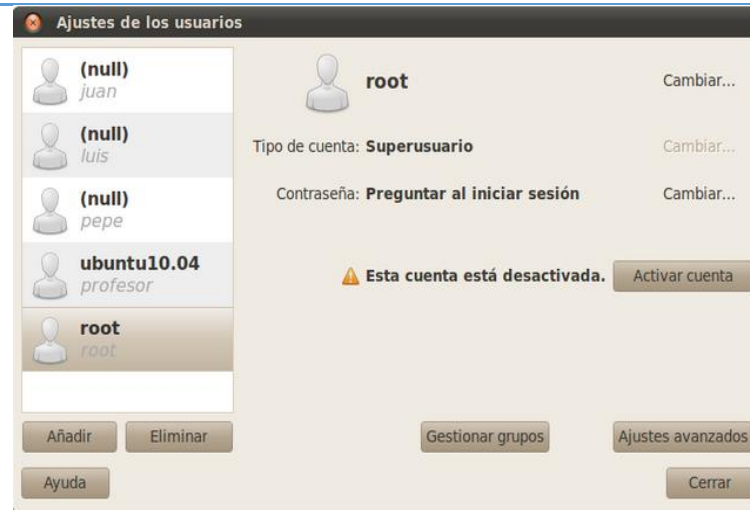 Ajustes de los usuarios
(null)
juan
(null)
luis
(null)
pepe
ubuntu10.04
profesor
root
root
root Cambiar...
Tipo de cuenta: Superusuario Cambiar...
Contraseña: Preguntar al iniciar sesión Cambiar...
Esta cuenta está desactivada. Activar cuenta
Añadir Eliminar Gestionar grupos Ajustes avanzados
Ayuda Cerrar